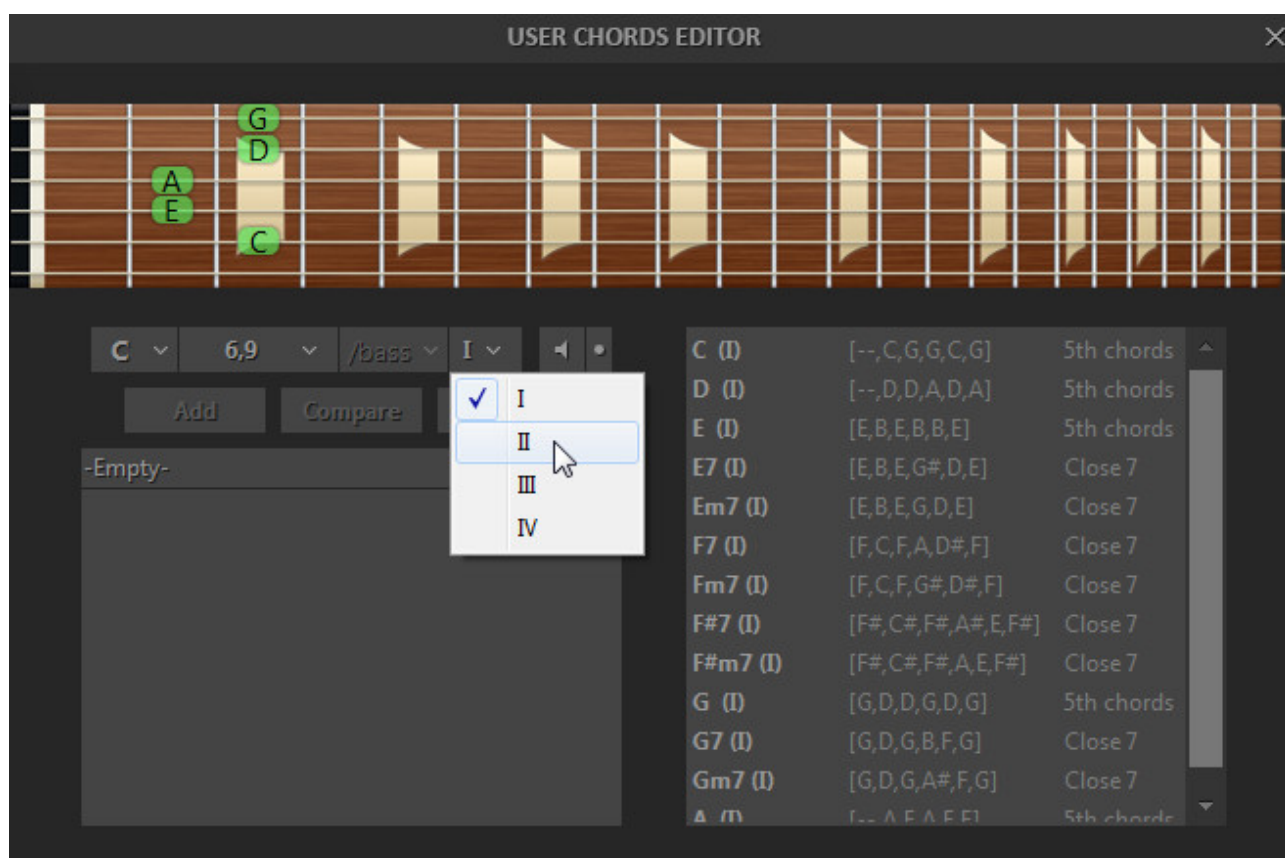 USER CHORDS EDITOR
G
D
A
E
C
C 6,9 /bass I
Add Compare
I
II
III
IV
-Empty-
C (I) [--,C,G,G,C,G] 5th chords
D (I) [--,D,D,A,D,A] 5th chords
E (I) [E,B,E,B,B,E] 5th chords
E7 (I) [E,B,E,G#,D,E] Close 7
Em7 (I) [E,B,E,G,D,E] Close 7
F7 (I) [F,C,F,A,D#,F] Close 7
Fm7 (I) [F,C,F,G#,D#,F] Close 7
F#7 (I) [F#,C#,F#,A#,E,F#] Close 7
F#m7 (I) [F#,C#,F#,A,E,F#] Close 7
G (I) [G,D,D,G,D,G] 5th chords
G7 (I) [G,D,G,B,F,G] Close 7
Gm7 (I) [G,D,G,A#,F,G] Close 7
A (I) 5th chords